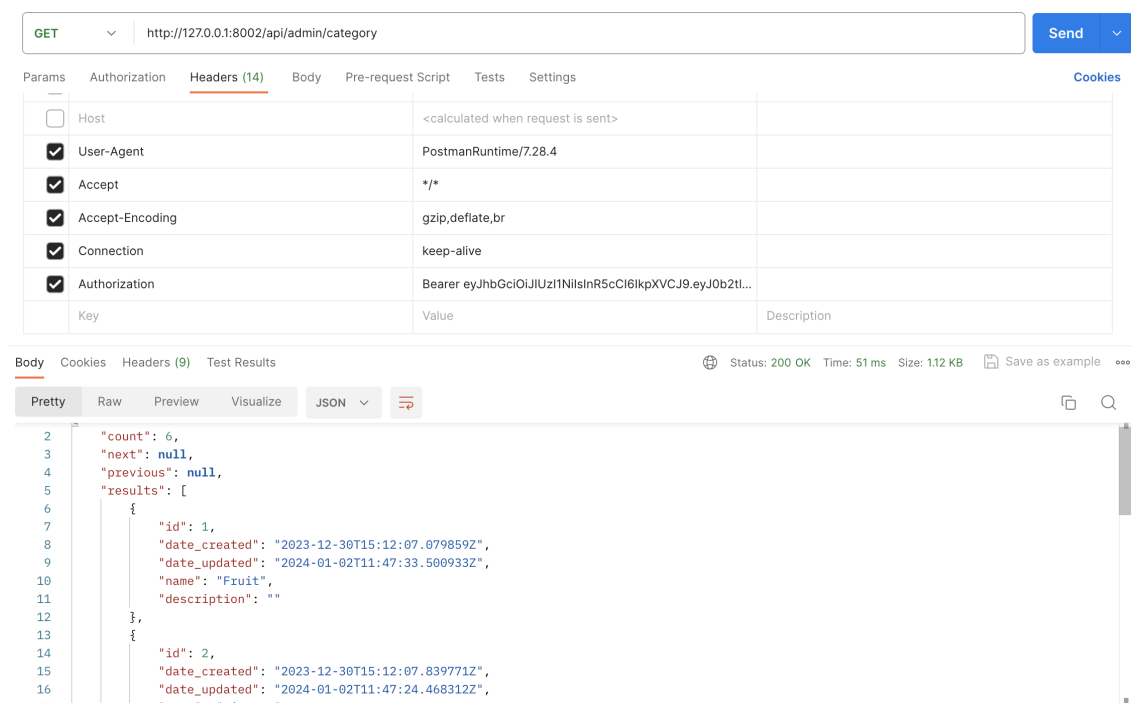 GET http://127.0.0.1:8002/api/admin/category Send
Params Authorization Headers (14) Body Pre-request Script Tests Settings Cookies
Host <calculated when request is sent>
User-Agent PostmanRuntime/7.28.4
Accept */*
Accept-Encoding gzip,deflate,br
Connection keep-alive
Authorization Bearer eyJhbGciOiJIUzI1NiIsInR5cCI6IkpXVCJ9.eyJ0b2tl...
Key Value Description
Body Cookies Headers (9) Test Results Status: 200 OK Time: 51 ms Size: 1.12 KB Save as example
Pretty Raw Preview Visualize JSON
2 "count": 6,
3 "next": null,
4 "previous": null,
5 "results": [
6 {
7 "id": 1,
8 "date_created": "2023-12-30T15:12:07.079859Z",
9 "date_updated": "2024-01-02T11:47:33.500933Z",
10 "name": "Fruit",
11 "description": ""
12 },
13 {
14 "id": 2,
15 "date_created": "2023-12-30T15:12:07.839771Z",
16 "date_updated": "2024-01-02T11:47:24.468312Z",